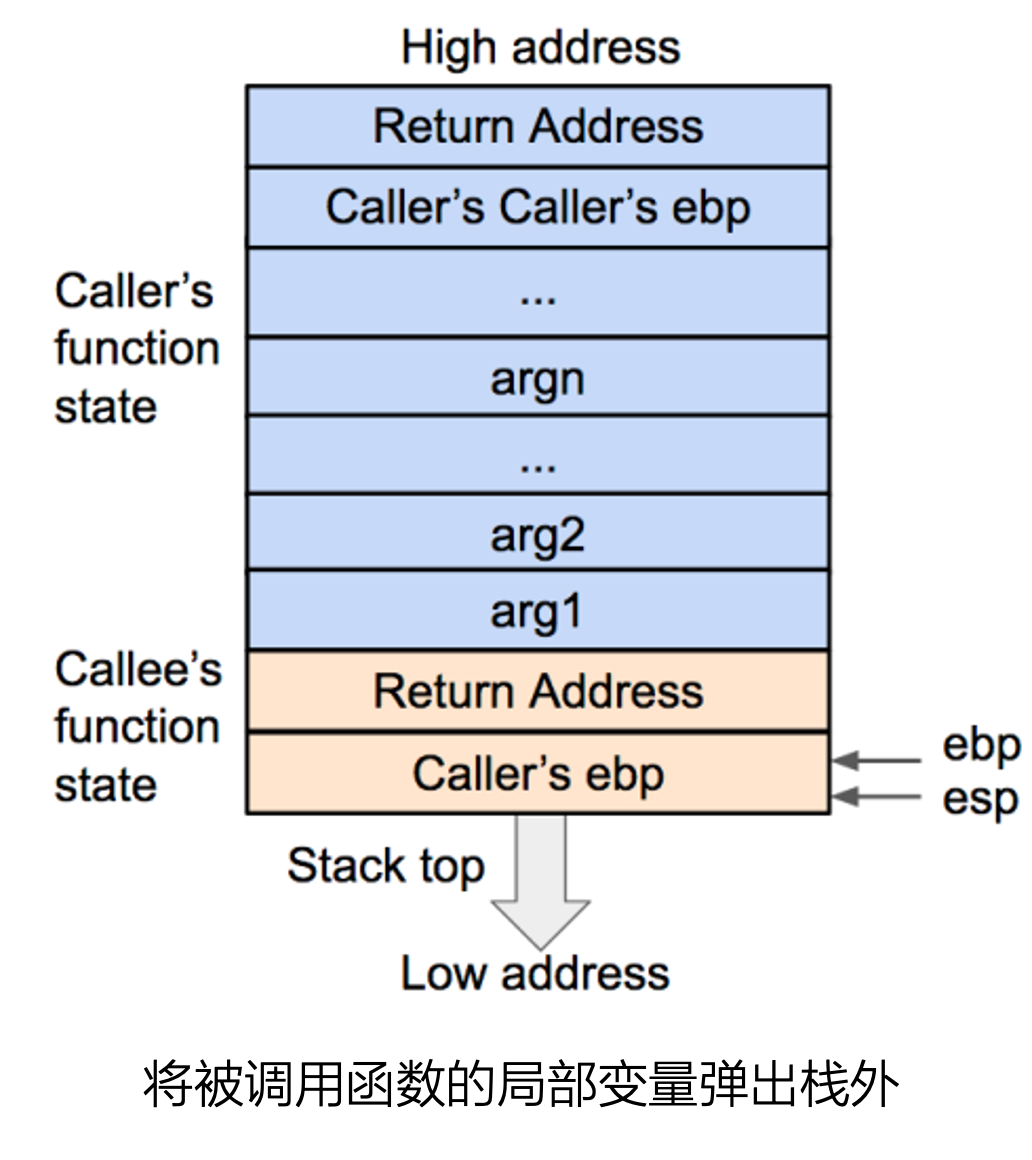 High address
Return Address
Caller’s Caller’s ebp
...
Caller’s
function
state
argn
...
arg2
arg1
Callee’s
function
state
Return Address
Caller’s ebp
ebp
esp
Stack top
Low address
将被调用函数的局部变量弹出栈外